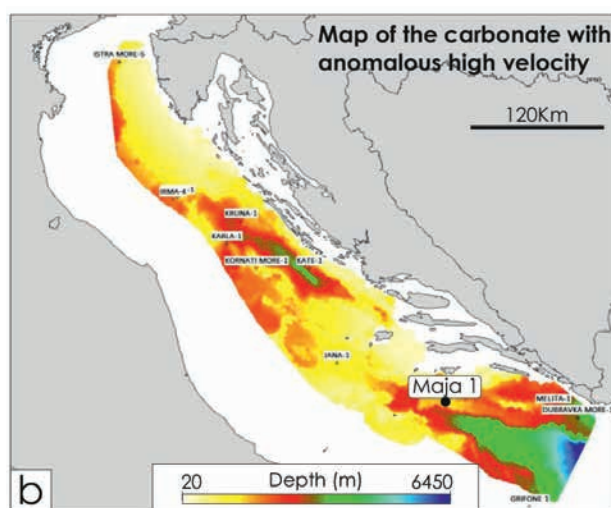 Map of the carbonate with
anomalous high velocity
ISTRA MORE-5
120Km
IRMA-4 -1
KRUNA-1
KARLA-1
KORNATI MORE-1 KATE-1
JANA-1
Maja 1
MELITA-1
DUBRAVKA MORE-1
20 Depth (m) 6450
GRIFONE 1
b